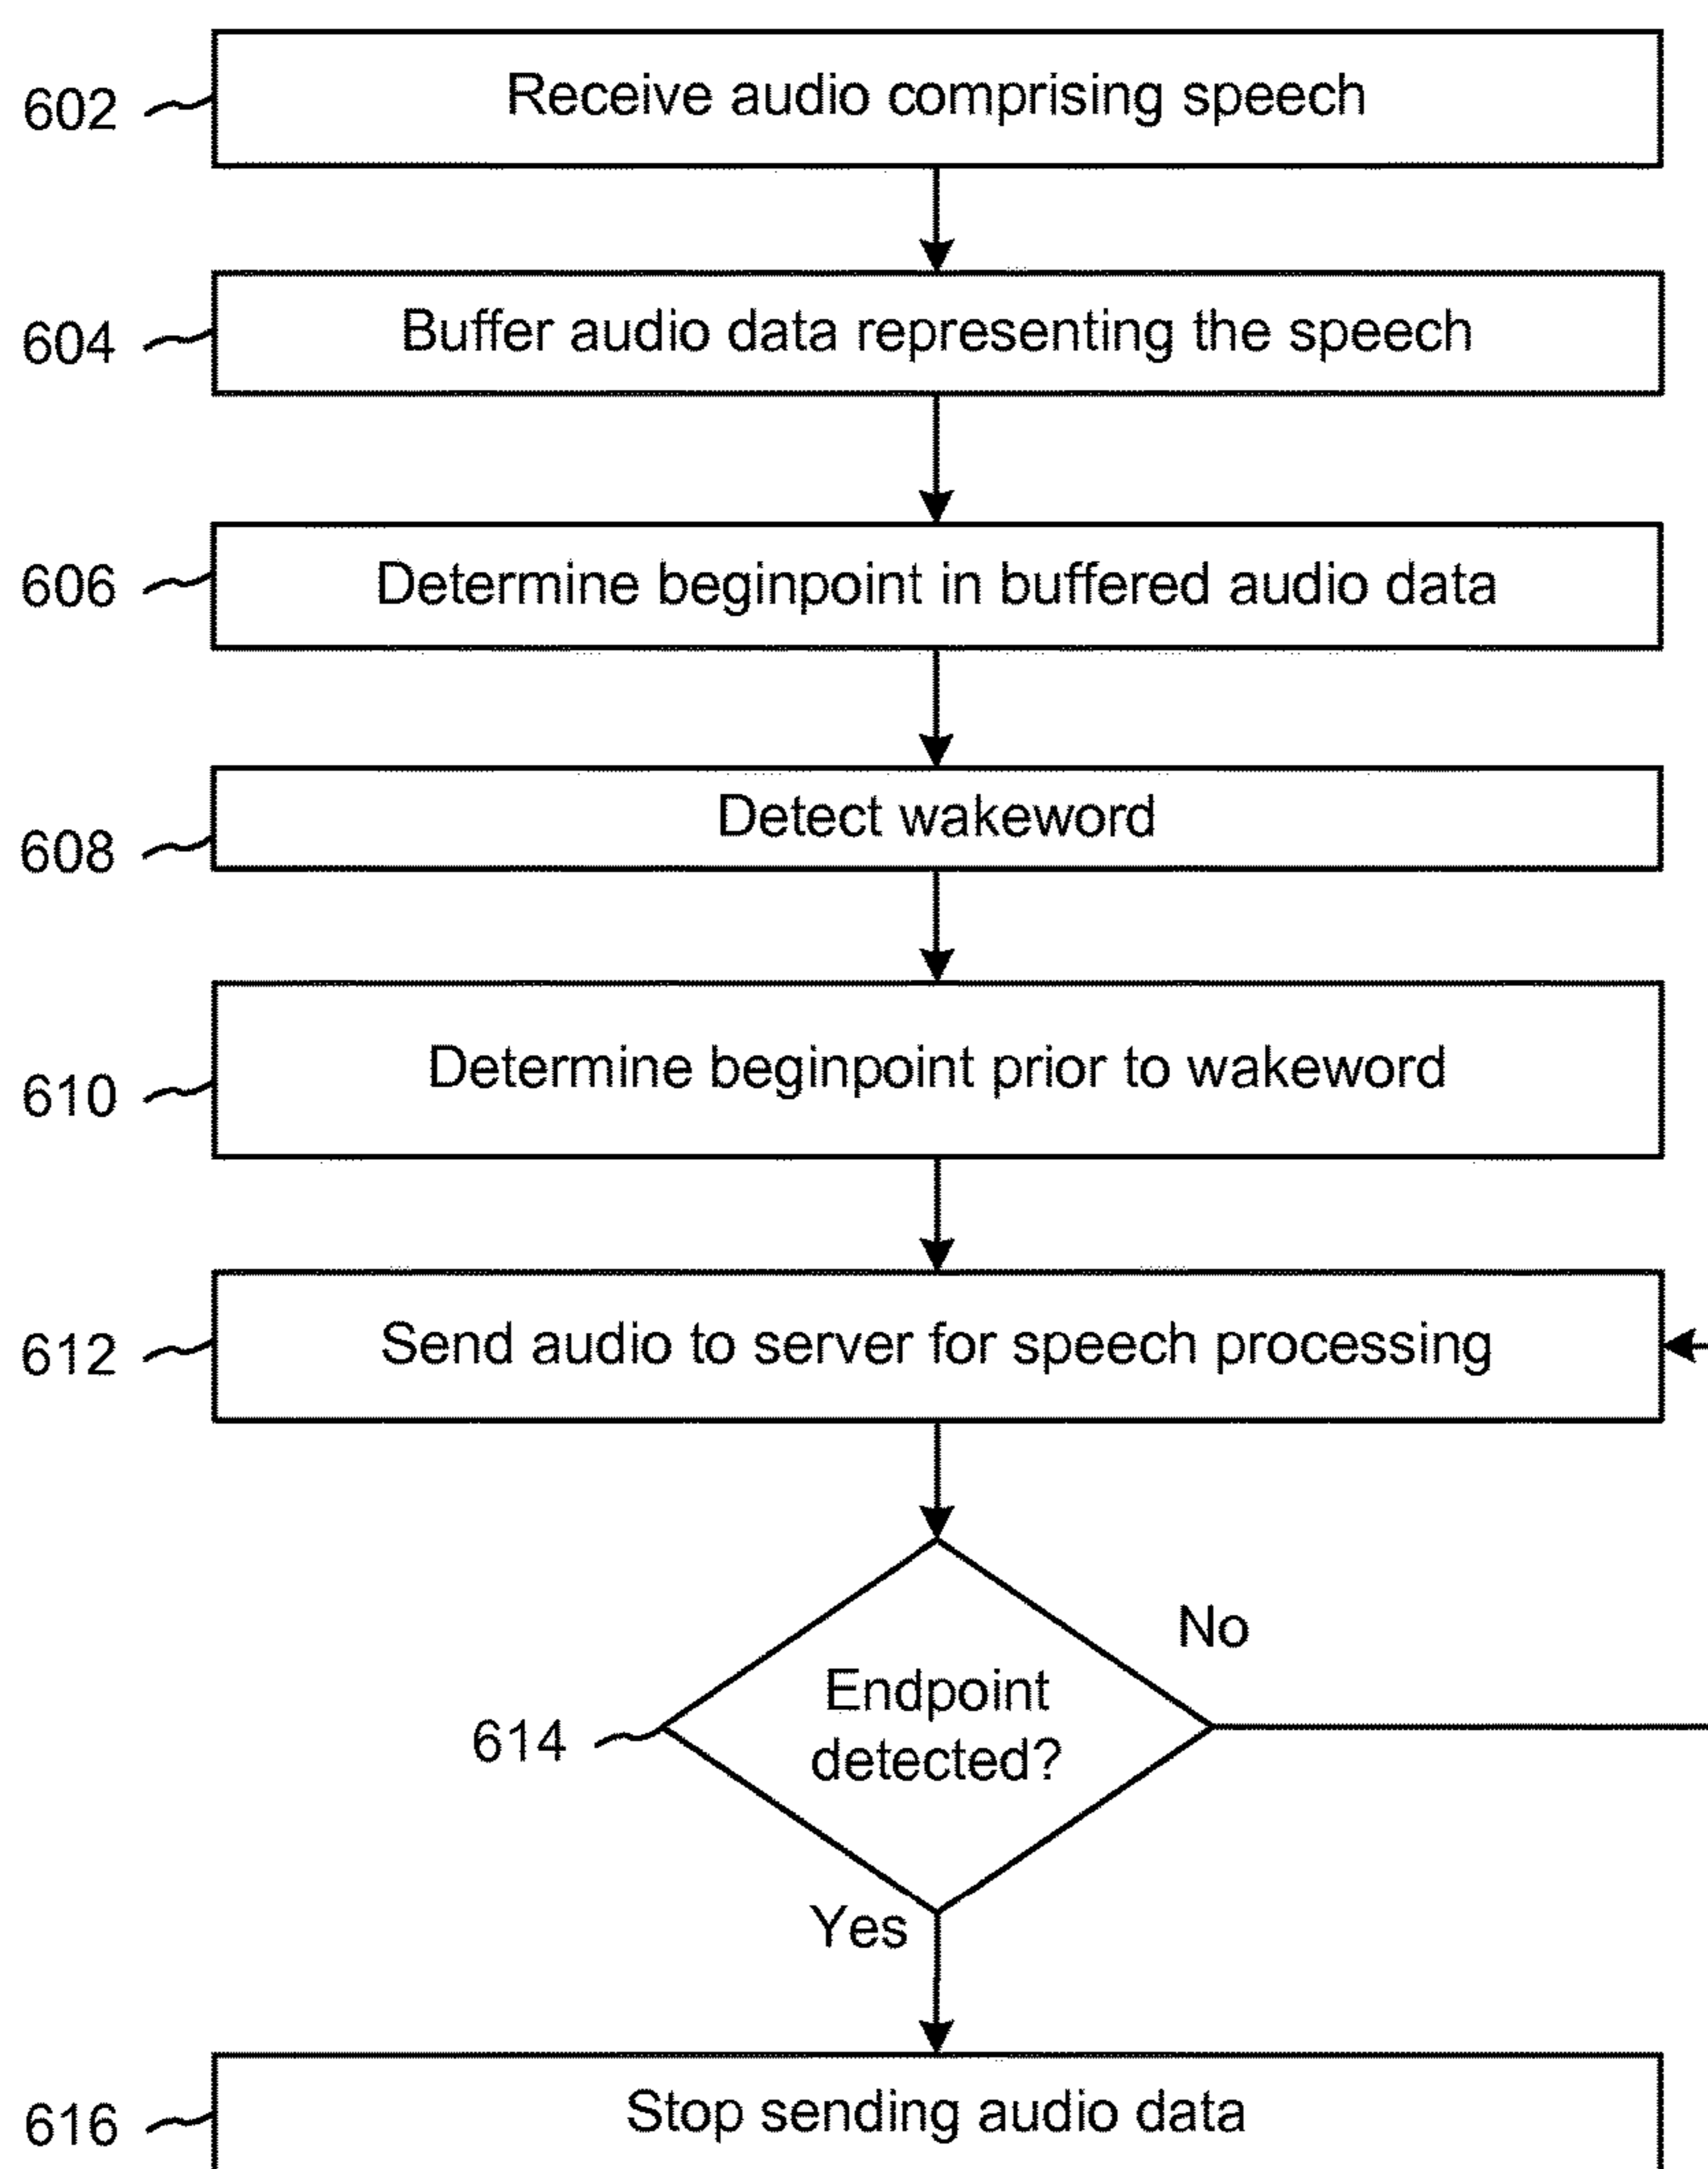 602
Receive audio comprising speech
604
Buffer audio data representing the speech
606
Determine beginpoint in buffered audio data
608
Detect wakeword
610
Determine beginpoint prior to wakeword
612
Send audio to server for speech processing
614
Endpoint
detected?
No
Yes
616
Stop sending audio data